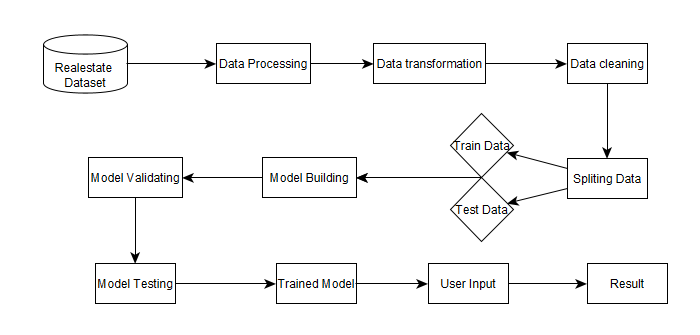 Realestate
Dataset
Data Processing
Data transformation
Data cleaning
Train Data
Spliting Data
Test Data
Model Building
Model Validating
Model Testing
Trained Model
User Input
Result